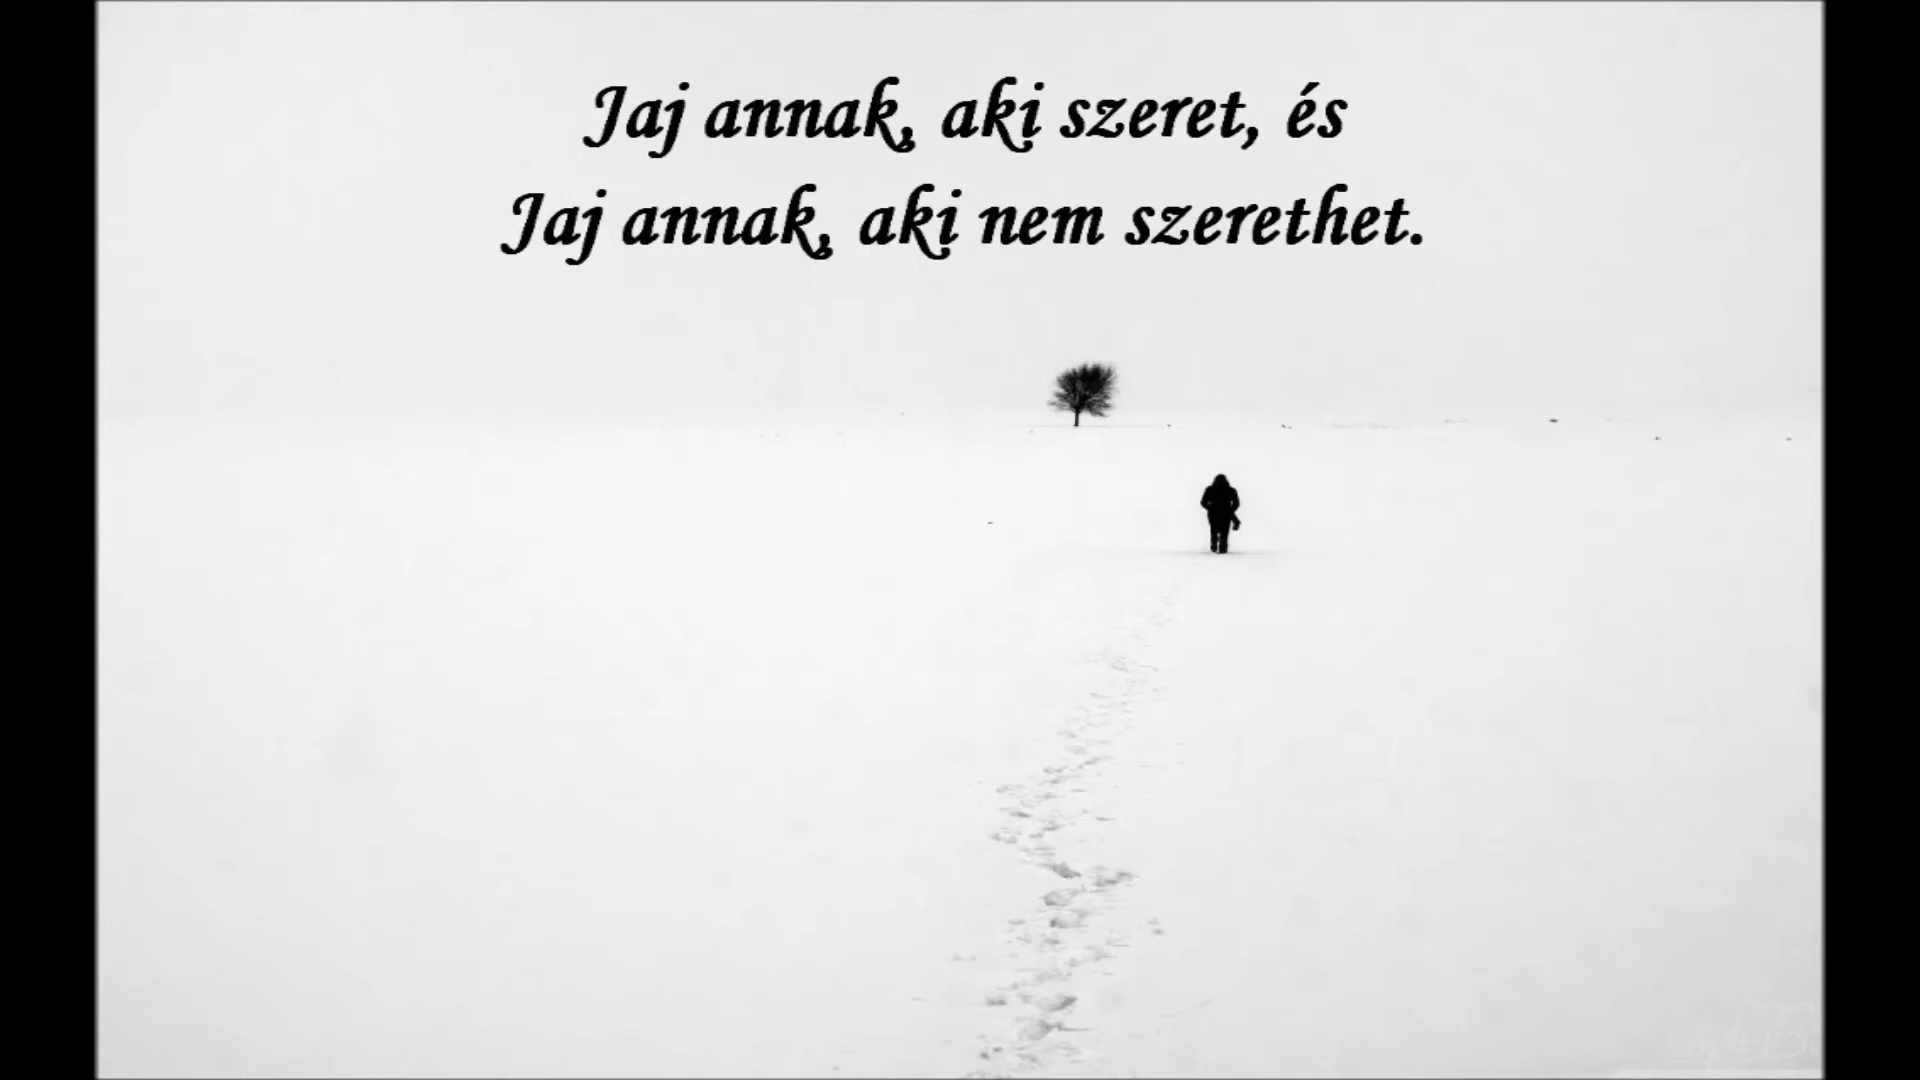 Jaj annak, aki szeret, és
Jaj annak, aki nem szerethet.